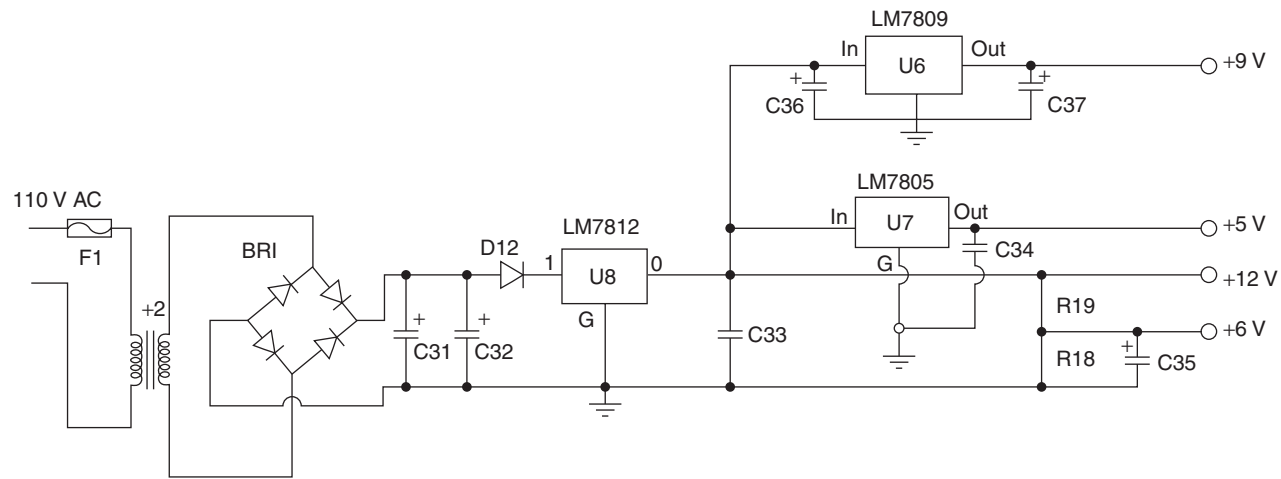 LM7809
In
U6
Out
+9 V
+
C36
+
C37
LM7805
In
U7
Out
+5 V
G
C34
110 V AC
F1
BRI
+2
D12
LM7812
1
U8
0
G
+
C31
+
C32
C33
+12 V
R19
+6 V
R18
+
C35